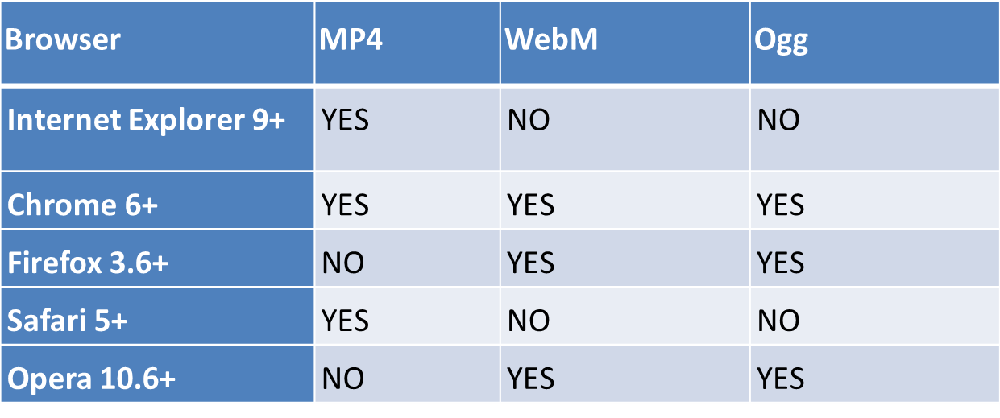 Browser MP4 WebM Ogg
Internet Explorer 9+ YES NO NO
Chrome 6+ YES YES YES
Firefox 3.6+ NO YES YES
Safari 5+ YES NO NO
Opera 10.6+ NO YES YES